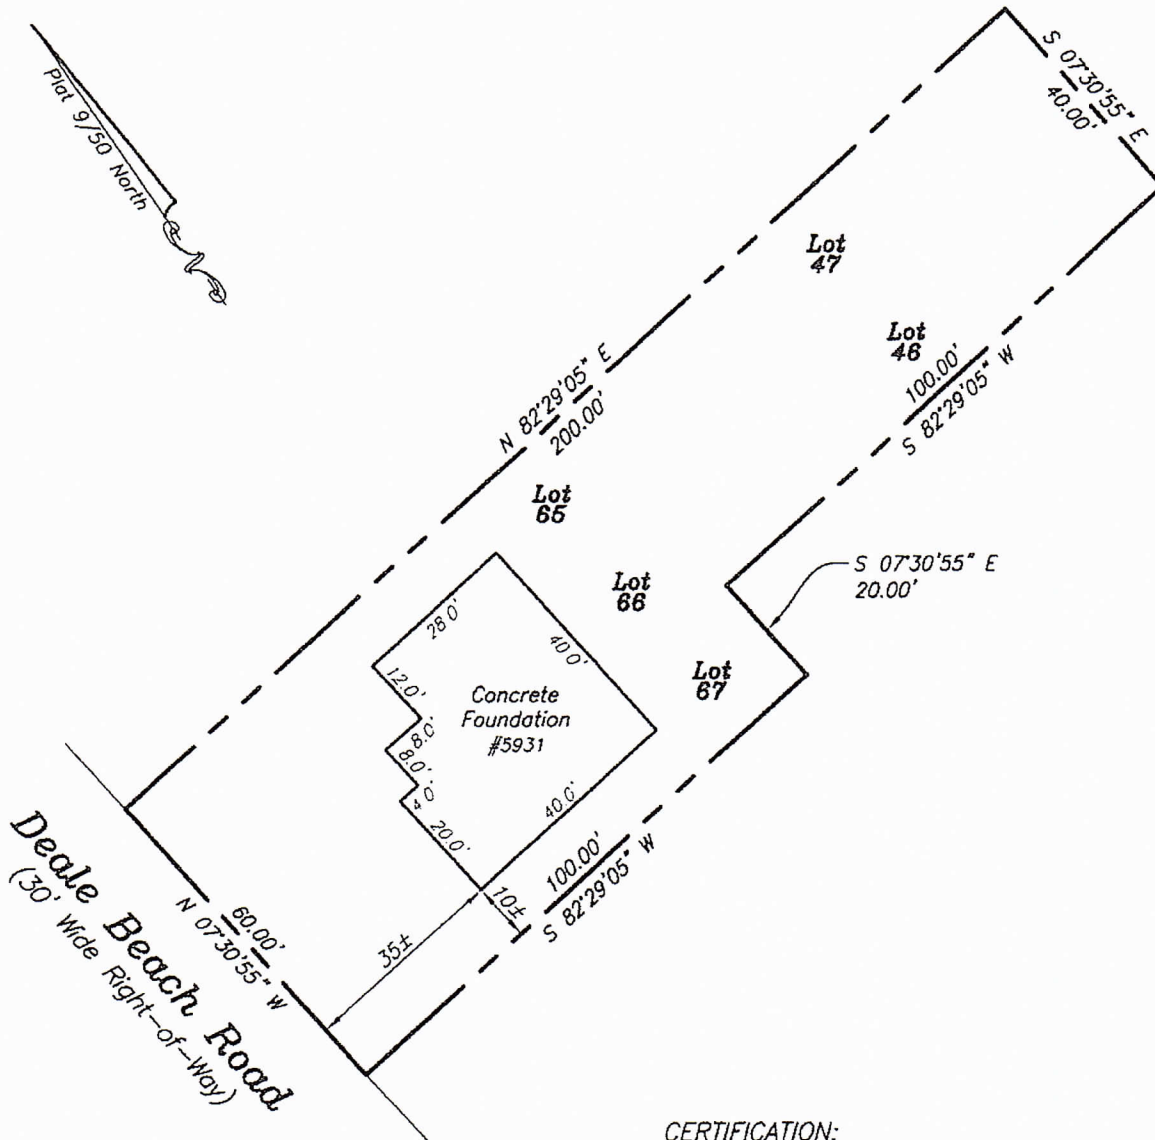 Plat 9/50 North
S 07°30'55" E
40.00'
Lot
47
Lot
46
100.00'
S 82°29'05" W
N 82°29'05" E
200.00'
Lot
65
Lot
66
S 07°30'55" E
20.00'
Lot
67
28.0'
40.0'
12.0'
Concrete
Foundation
#5931
8.0'
8.0'
4.0'
20.0'
40.0'
100.00'
S 82°29'05" W
10±
35±
60.00'
N 07°30'55" W
Deale Beach Road
(30' Wide Right-of-Way)
CERTIFICATION: